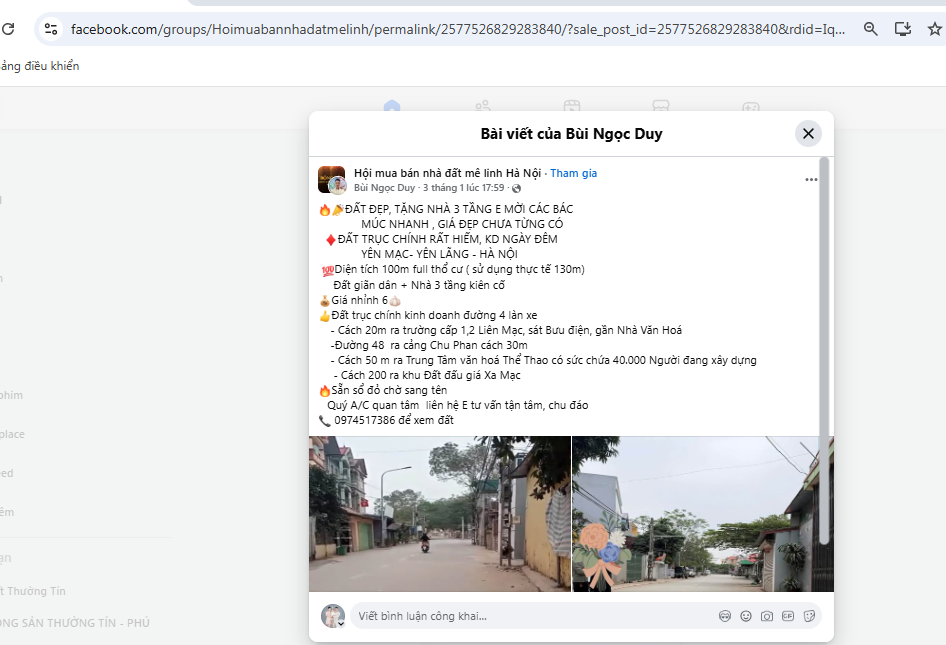 facebook.com/groups/Hoimuabannhadatmelinh/permalink/2577526829283840/?sale_post_id=2577526829283840&rdid=Iq...
ảng điều khiển
Bài viết của Bùi Ngọc Duy
Hội mua bán nhà đất mê linh Hà Nội · Tham gia
Bùi Ngọc Duy · 3 tháng 1 lúc 17:59 ·
🔥🎉ĐẤT ĐẸP, TẶNG NHÀ 3 TẦNG E MỜI CÁC BÁC
MÚC NHANH , GIÁ ĐẸP CHƯA TỪNG CÓ
♦️ĐẤT TRỤC CHÍNH RẤT HIẾM, KD NGÀY ĐÊM
YÊN MẠC- YÊN LÃNG - HÀ NỘI
💯Diện tích 100m full thổ cư ( sử dụng thực tế 130m)
Đất giãn dân + Nhà 3 tầng kiên cố
💰Giá nhỉnh 6🧄
👍Đất trục chính kinh doanh đường 4 làn xe
- Cách 20m ra trường cấp 1,2 Liên Mạc, sát Bưu điện, gần Nhà Văn Hoá
-Đường 48 ra cảng Chu Phan cách 30m
- Cách 50 m ra Trung Tâm văn hoá Thể Thao có sức chứa 40.000 Người đang xây dựng
- Cách 200 ra khu Đất đấu giá Xa Mạc
🔥Sẵn sổ đỏ chờ sang tên
Quý A/C quan tâm liên hệ E tư vấn tận tâm, chu đáo
📞 0974517386 để xem đất
phim
place
eed
êm
ạn
t Thường Tín
ỘNG SẢN THƯỜNG TÍN - PHÚ
Viết bình luận công khai...
GIF